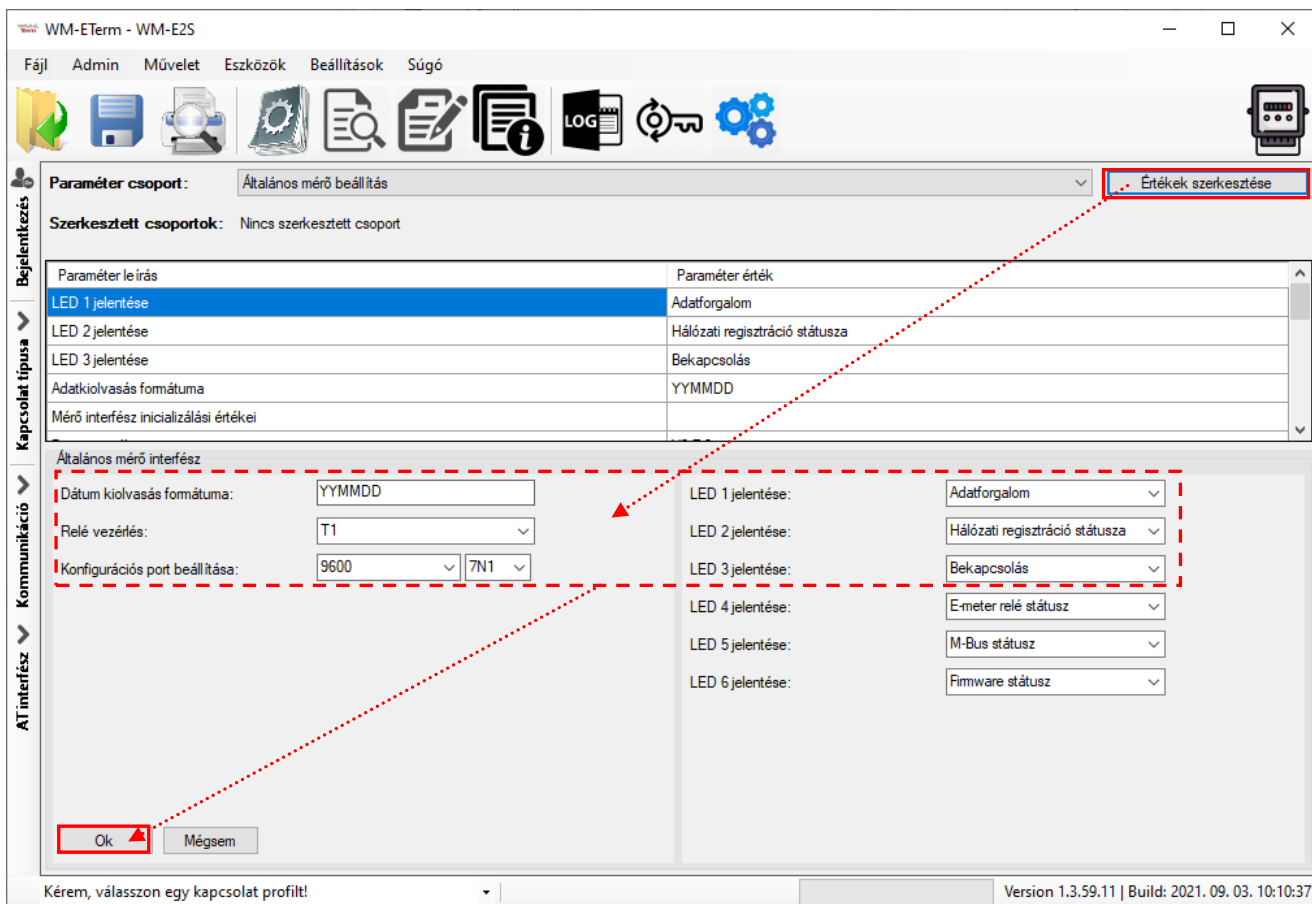 WM-ETerm - WM-E2S
Fájl Admin Művelet Eszközök Beállítások Súgó
LOG
Paraméter csoport: Általános mérő beállítás Értékek szerkesztése
Szerkesztett csoportok: Nincs szerkesztett csoport
Bejelentkezés
Kapcsolat típusa
Kommunikáció
AT interfész
Paraméter leírás Paraméter érték
LED 1 jelentése Adatforgalom
LED 2 jelentése Hálózati regisztráció státusza
LED 3 jelentése Bekapcsolás
Adatkiolvasás formátuma YYMMDD
Mérő interfész inicializálási értékei
Általános mérő interfész
Dátum kiolvasás formátuma: YYMMDD
Relé vezérlés: T1
Konfigurációs port beállítása: 9600 7N1
LED 1 jelentése: Adatforgalom
LED 2 jelentése: Hálózati regisztráció státusza
LED 3 jelentése: Bekapcsolás
LED 4 jelentése: E-meter relé státusz
LED 5 jelentése: M-Bus státusz
LED 6 jelentése: Firmware státusz
Ok Mégsem
Kérem, válasszon egy kapcsolat profilt! Version 1.3.59.11 | Build: 2021. 09. 03. 10:10:37